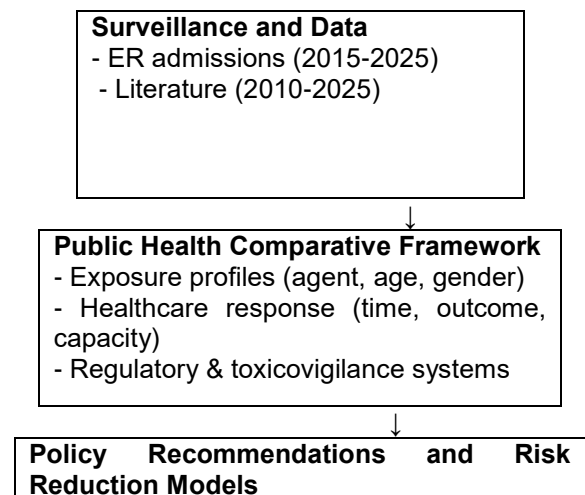 Surveillance and Data
- ER admissions (2015-2025)
- Literature (2010-2025)
↓
Public Health Comparative Framework
- Exposure profiles (agent, age, gender)
- Healthcare response (time, outcome,
capacity)
- Regulatory & toxicovigilance systems
↓
Policy Recommendations and Risk
Reduction Models